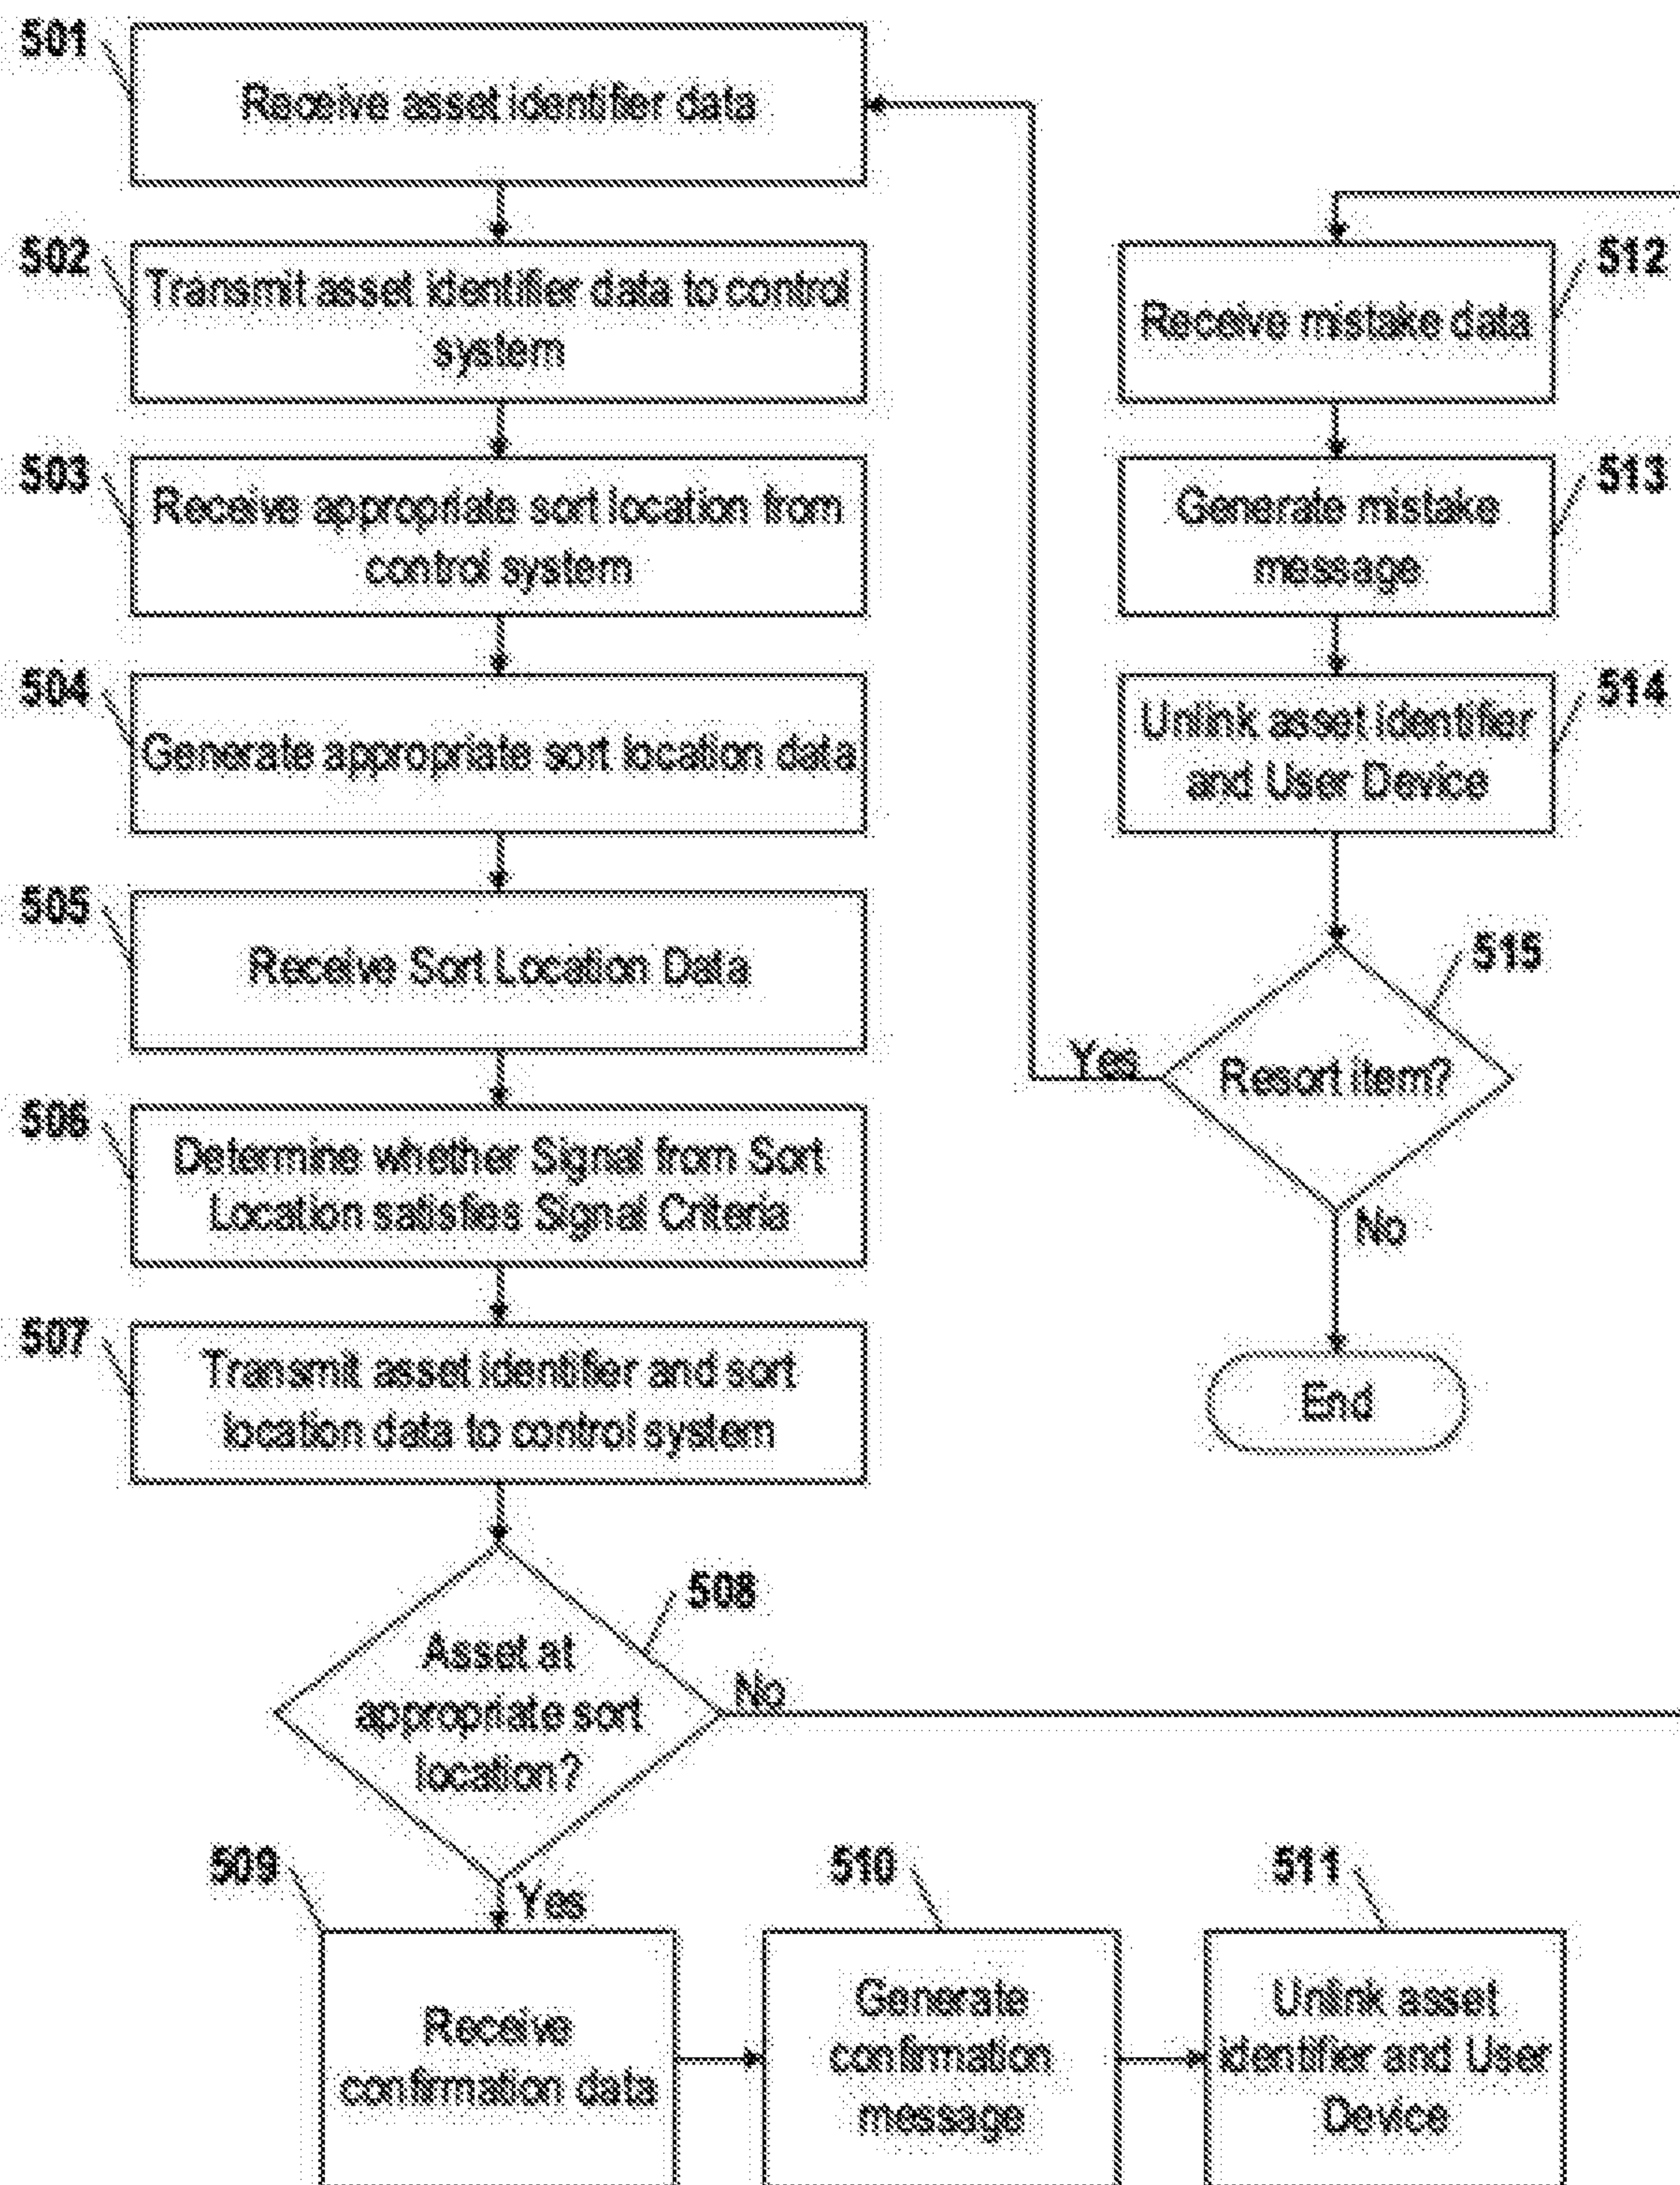 501
Receive asset identifier data
502
Transmit asset identifier data to control
system
503
Receive appropriate sort location from
control system
504
Generate appropriate sort location data
505
Receive Sort Location Data
506
Determine whether Signal from Sort
Location satisfies Signal Criteria
507
Transmit asset identifier and sort
location data to control system
508
Asset at
appropriate sort
location?
No
Yes
509
Receive
confirmation data
510
Generate
confirmation
message
511
Unlink asset
identifier and User
Device
512
Receive mistake data
513
Generate mistake
message
514
Unlink asset identifier
and User Device
515
Resort item?
Yes
No
End